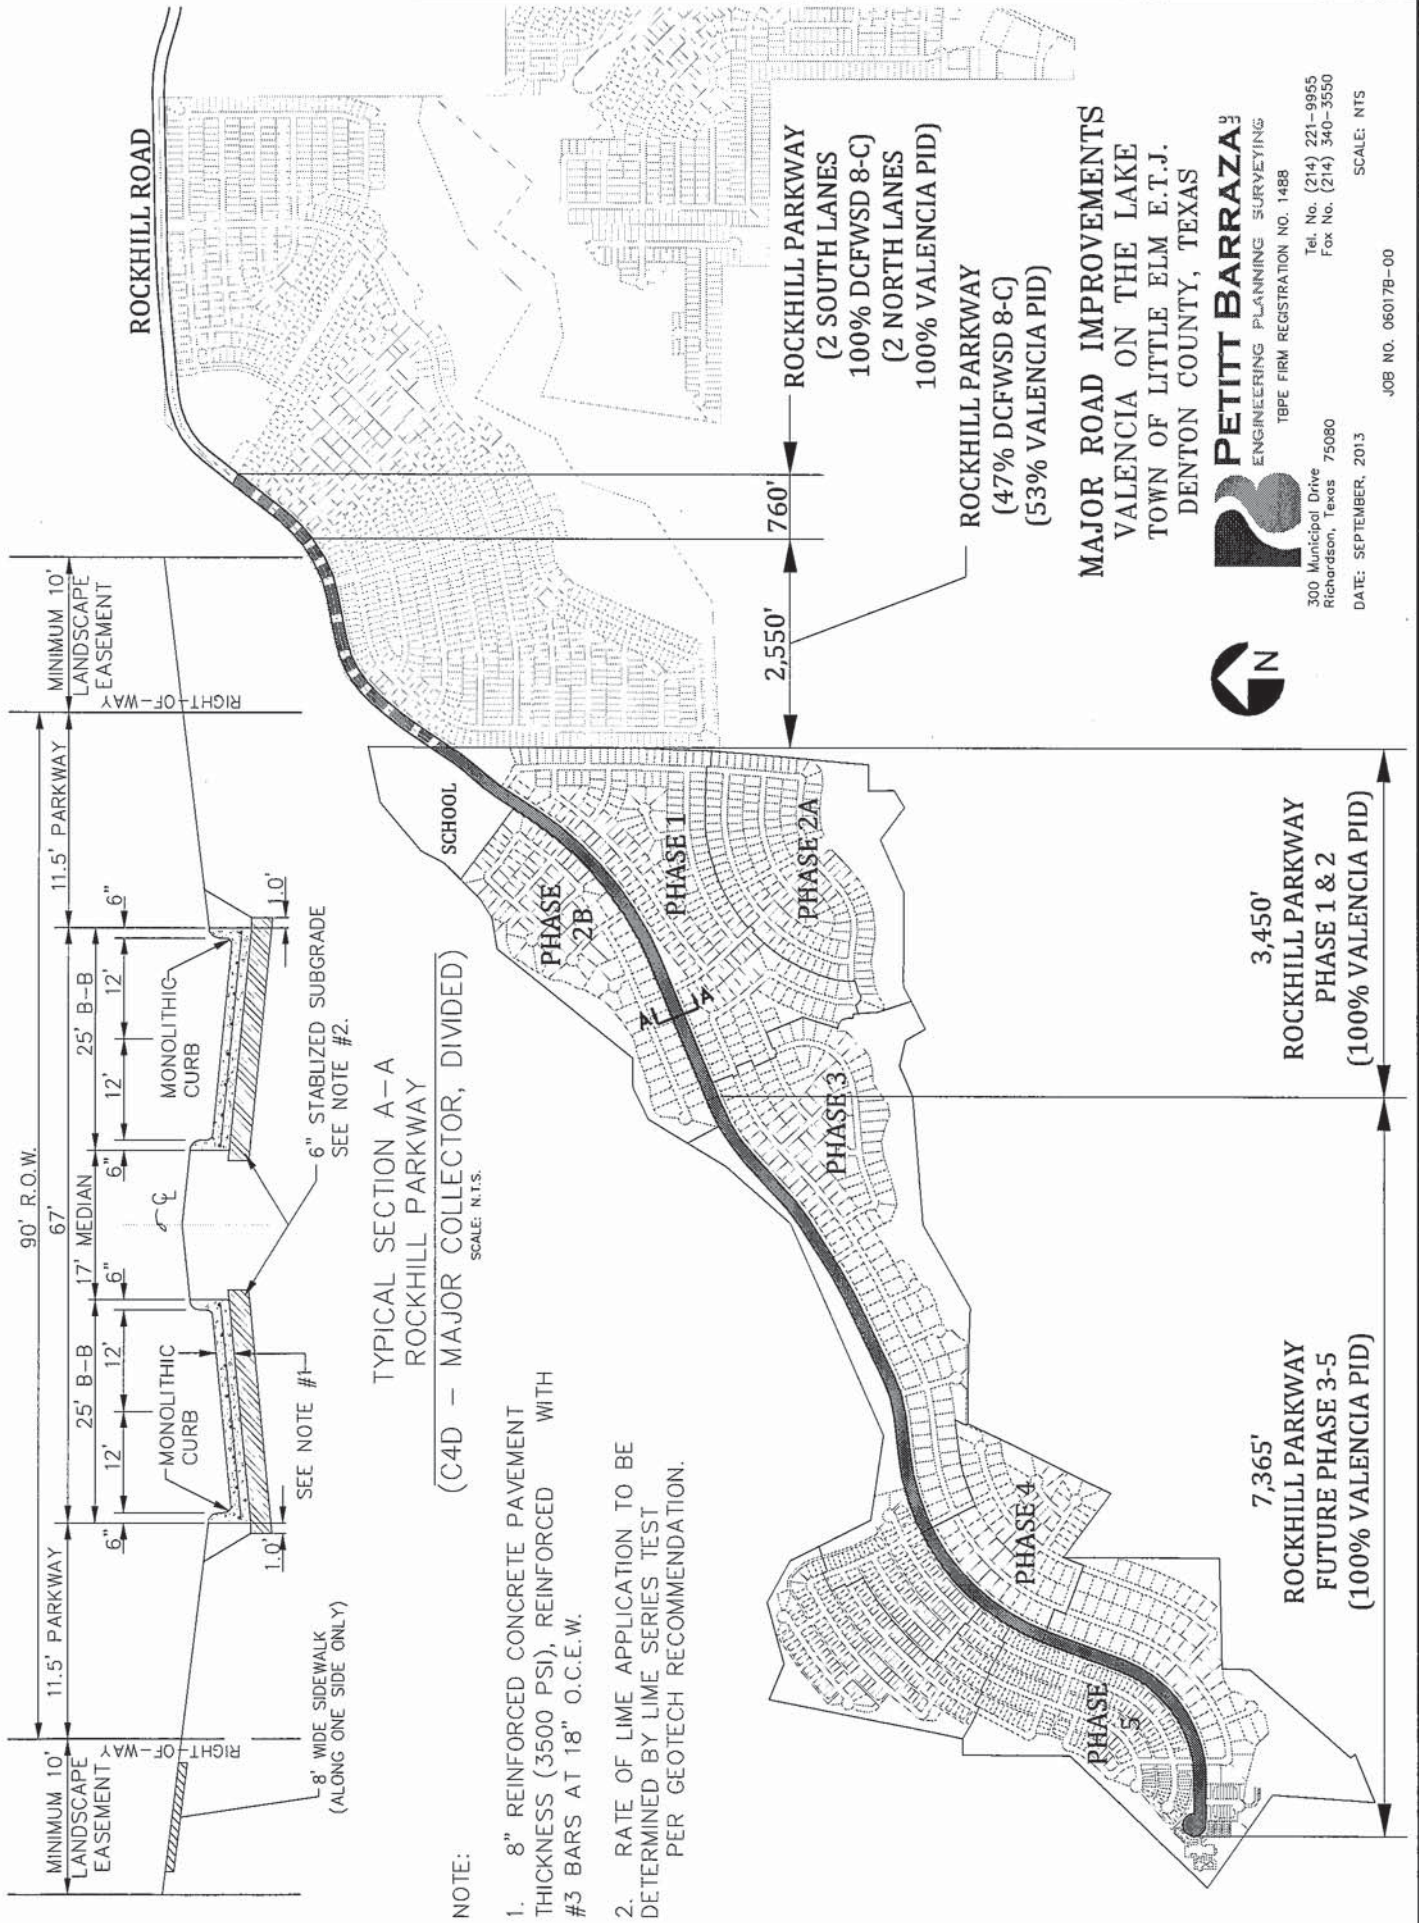 90' R.O.W.
67'
MINIMUM 10'
LANDSCAPE
EASEMENT
11.5' PARKWAY
25' B-B
17' MEDIAN
25' B-B
11.5' PARKWAY
MINIMUM 10'
LANDSCAPE
EASEMENT
6"
12'
12'
6"
6"
12'
12'
6"
RIGHT-OF-WAY
RIGHT-OF-WAY
MONOLITHIC
CURB
MONOLITHIC
CURB
CL
1.0'
1.0'
8' WIDE SIDEWALK
(ALONG ONE SIDE ONLY)
SEE NOTE #1
6" STABLIZED SUBGRADE
SEE NOTE #2.
TYPICAL SECTION A-A
ROCKHILL PARKWAY
(C4D - MAJOR COLLECTOR, DIVIDED)
SCALE: N.T.S.
NOTE:
1. 8" REINFORCED CONCRETE PAVEMENT
THICKNESS (3500 PSI), REINFORCED WITH
#3 BARS AT 18" O.C.E.W.
2. RATE OF LIME APPLICATION TO BE
DETERMINED BY LIME SERIES TEST
PER GEOTECH RECOMMENDATION.
ROCKHILL ROAD
SCHOOL
PHASE
2B
PHASE 1
PHASE 2A
A
A
PHASE 3
PHASE 4
PHASE
5
760'
ROCKHILL PARKWAY
(2 SOUTH LANES
100% DCFWSD 8-C)
(2 NORTH LANES
100% VALENCIA PID)
2,550'
ROCKHILL PARKWAY
(47% DCFWSD 8-C)
(53% VALENCIA PID)
3,450'
ROCKHILL PARKWAY
PHASE 1 & 2
(100% VALENCIA PID)
7,365'
ROCKHILL PARKWAY
FUTURE PHASE 3-5
(100% VALENCIA PID)
N
MAJOR ROAD IMPROVEMENTS
VALENCIA ON THE LAKE
TOWN OF LITTLE ELM E.T.J.
DENTON COUNTY, TEXAS
PETITT BARRAZA
ENGINEERING PLANNING SURVEYING
TBPE FIRM REGISTRATION NO. 1488
300 Municipal Drive
Richardson, Texas 75080
Tel. No. (214) 221-9955
Fax No. (214) 340-3550
DATE: SEPTEMBER, 2013
SCALE: NTS
JOB NO. 06017B-00